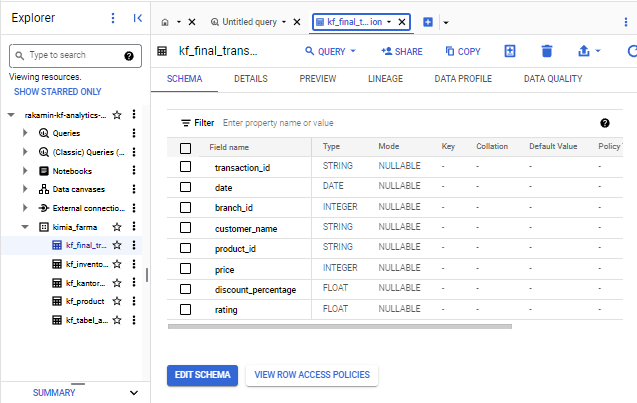 Explorer
Type to search
Viewing resources.
SHOW STARRED ONLY
rakamin-kf-analytics-...
Queries
(Classic) Queries (...
Notebooks
Data canvases
External connectio...
kimia_farma
kf_final_tr...
kf_invento...
kf_kantor...
kf_product
kf_tabel_a...
SUMMARY
Untitled query
kf_final_t...ion
kf_final_trans...
QUERY
SHARE
COPY
SCHEMA DETAILS PREVIEW LINEAGE DATA PROFILE DATA QUALITY
Filter Enter property name or value
Field name Type Mode Key Collation Default Value Policy
transaction_id STRING NULLABLE - - - -
date DATE NULLABLE - - - -
branch_id INTEGER NULLABLE - - - -
customer_name STRING NULLABLE - - - -
product_id STRING NULLABLE - - - -
price INTEGER NULLABLE - - - -
discount_percentage FLOAT NULLABLE - - - -
rating FLOAT NULLABLE - - - -
EDIT SCHEMA VIEW ROW ACCESS POLICIES